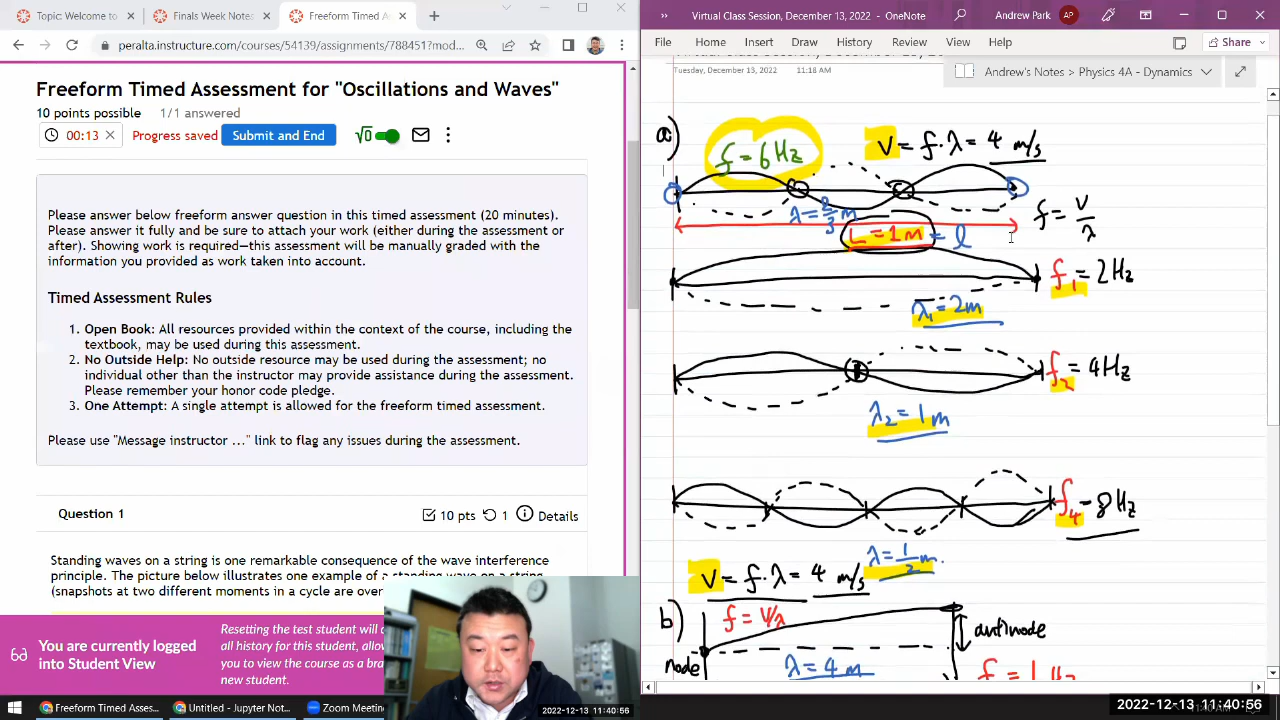 Topic Welcome to
Finals Week Notes
Freeform Timed A
Virtual Class Session, December 13, 2022 - OneNote
Andrew Park
AP
peralta.instructure.com/courses/54139/assignments/788451?mod...
File
Home
Insert
Draw
History
Review
View
Help
Share
Tuesday, December 13, 2022
11:18 AM
Andrew's Notes > Physics 4A - Dynamics
Freeform Timed Assessment for "Oscillations and Waves"
10 points possible
1/1 answered
00:13
Progress saved
Submit and End
√0
Please answer below freeform answer question in this timed assessment (20 minutes).
Please very carefully be sure to attach your work (either during the assessment or
after). Showing work is required—this assessment will be manually graded with the
information you provided as work taken into account.
Timed Assessment Rules
1. Open Book: All resources provided within the context of the course, including the
textbook, may be used during this assessment.
2. No Outside Help: No outside resource may be used during the assessment; no
individual other than the instructor may provide assistance during the assessment.
Please remember your honor code pledge.
3. One Attempt: A single attempt is allowed for the freeform timed assessment.
Please use "Message instructor ..." link to flag any issues during the assessment.
Question 1
10 pts
1
Details
Standing waves on a string is one remarkable consequence of the wave interference
principle. The picture below illustrates one example of a standing wave on a string
(snapshots at two different moments in a cycle are over
You are currently logged
into Student View
Resetting the test student will
all history for this student, allo
you to view the course as a bra
new student.
a)
f = 6 Hz
v = f·λ = 4 m/s
λ = 2/3 m
L = 1 m = l
f = v/λ
f1 = 2 Hz
λ1 = 2 m
f2 = 4 Hz
λ2 = 1 m
f4 = 8 Hz
λ = 1/2 m.
v = f·λ = 4 m/s
b)
f = v/λ
antinode
node
λ = 4 m
f = 1 Hz
Freeform Timed Asses...
Untitled - Jupyter Not...
Zoom Meeting
2022-12-13 11:40:56
2022-12-13 11:40:56